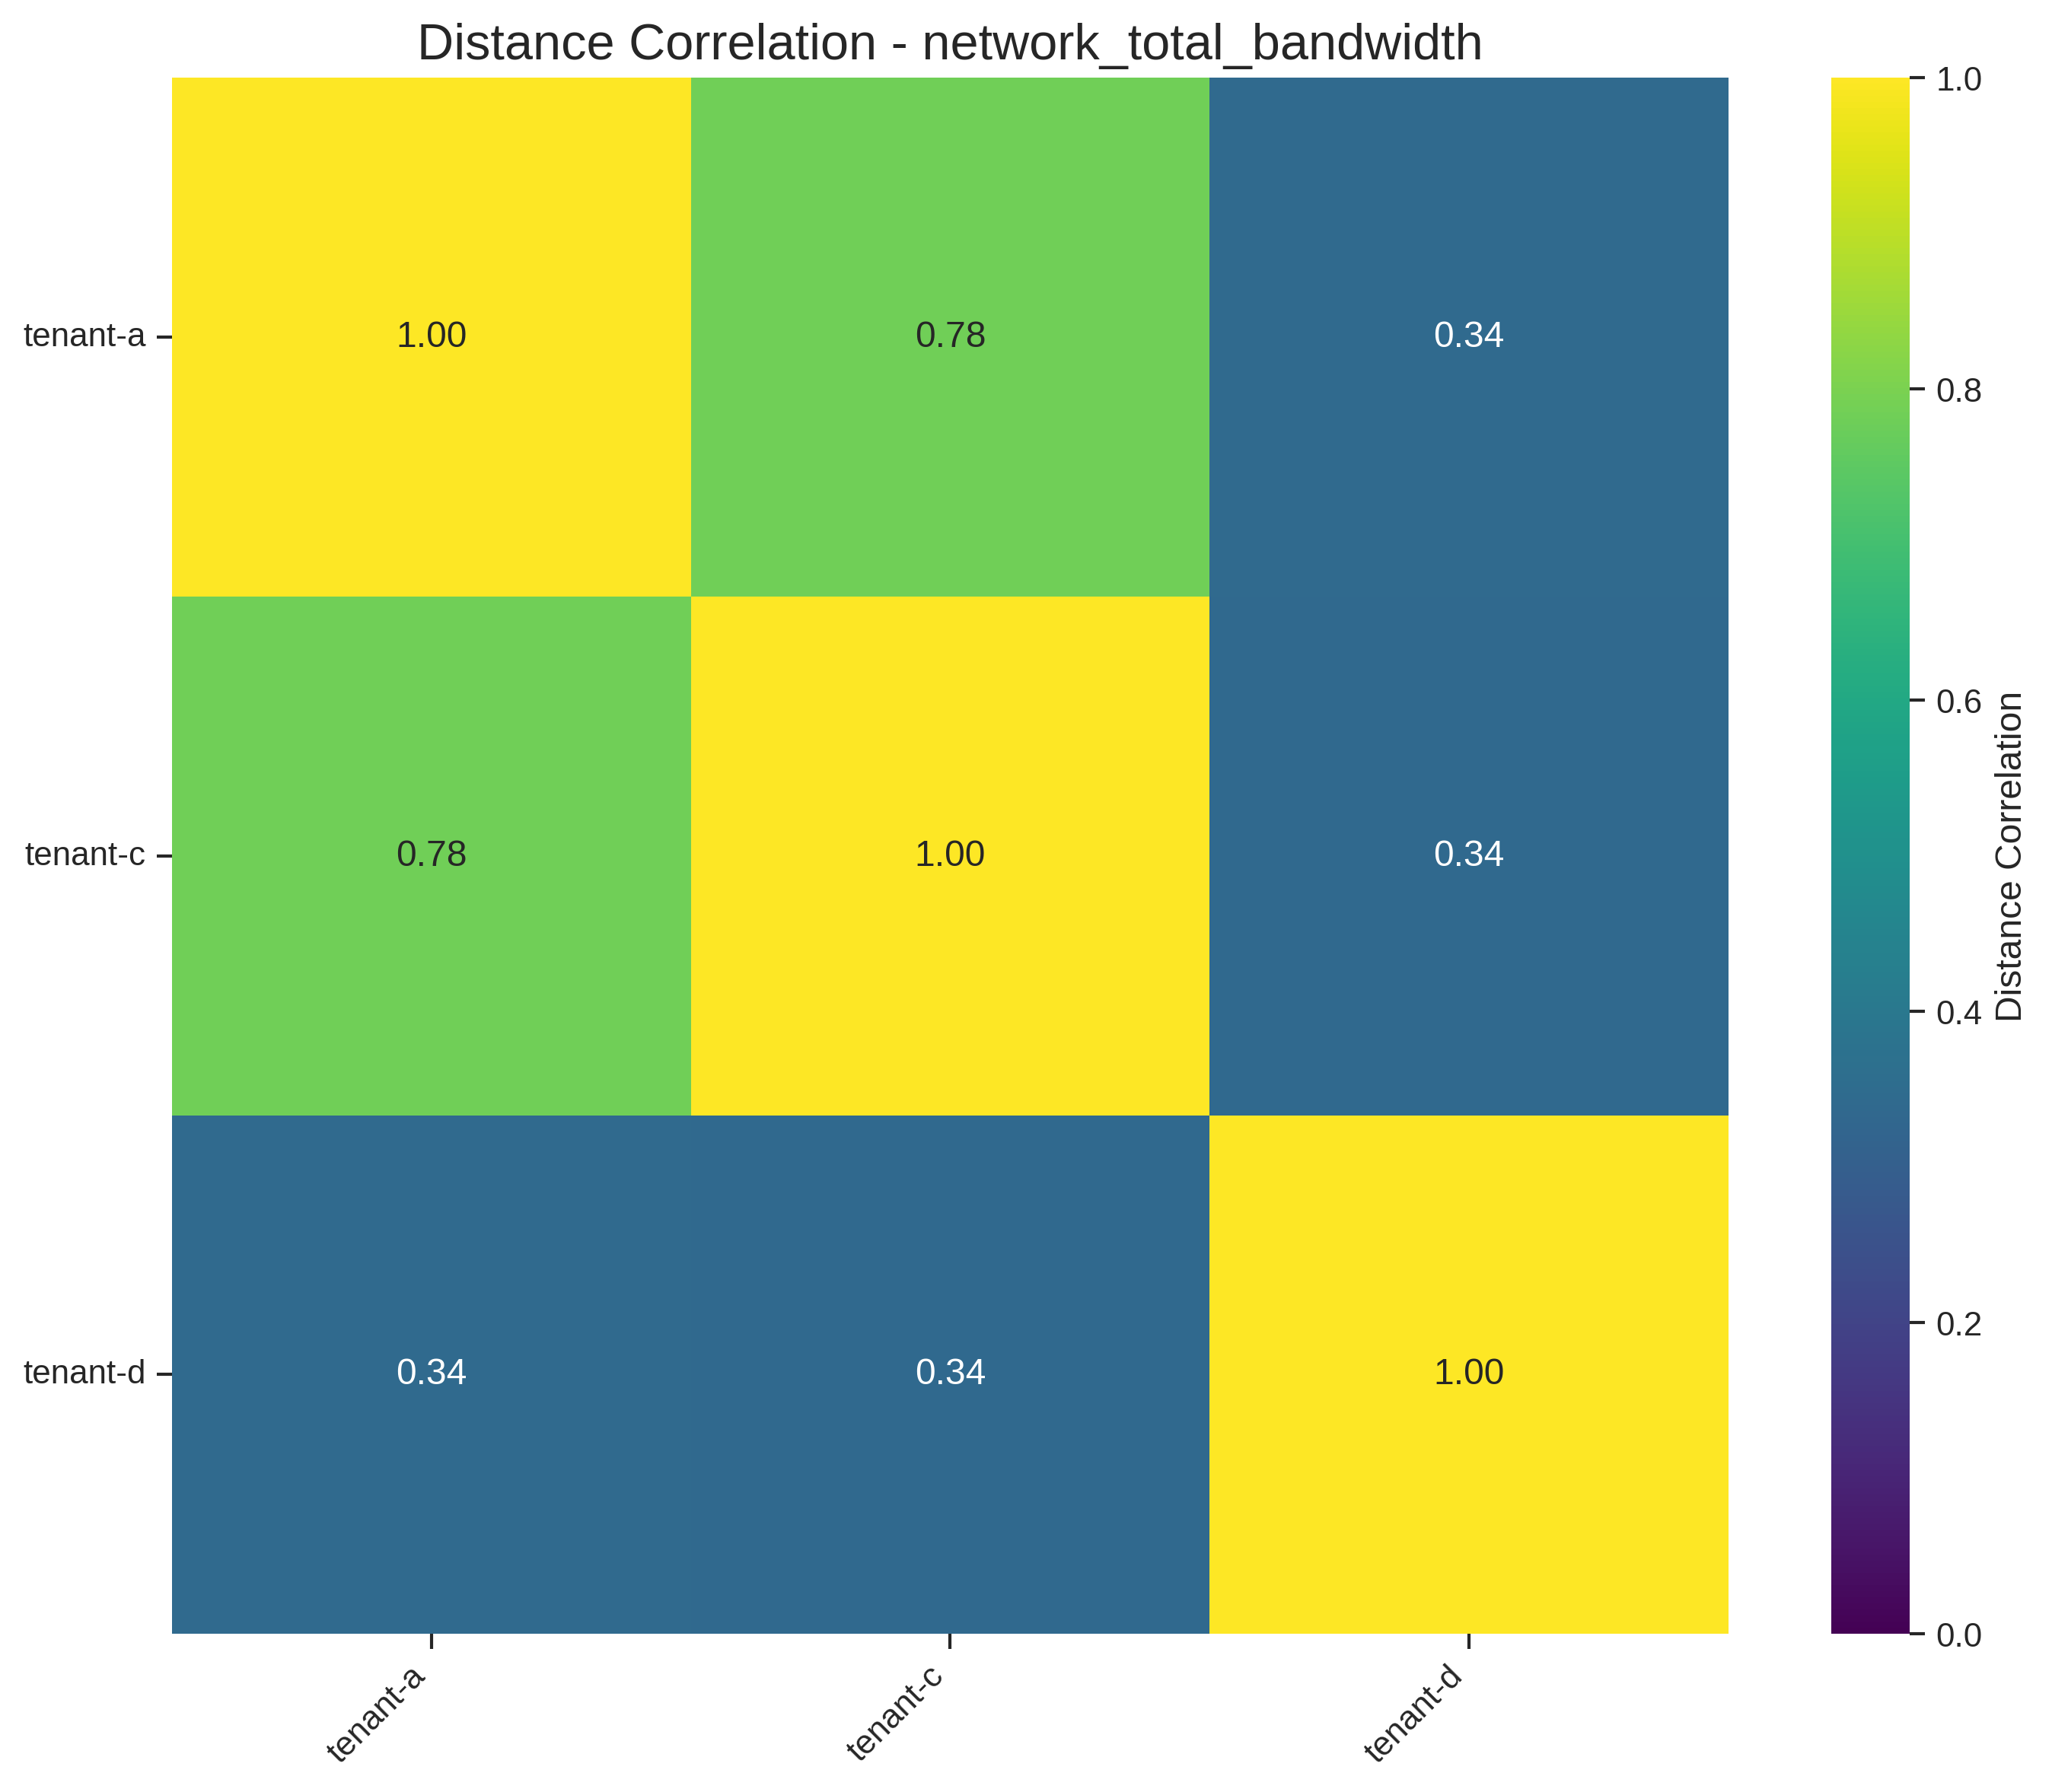 Distance Correlation - network_total_bandwidth
tenant-a
1.00
0.78
0.34
tenant-c
0.78
1.00
0.34
tenant-d
0.34
0.34
1.00
tenant-a
tenant-c
tenant-d
1.0
0.8
0.6
0.4
0.2
0.0
Distance Correlation